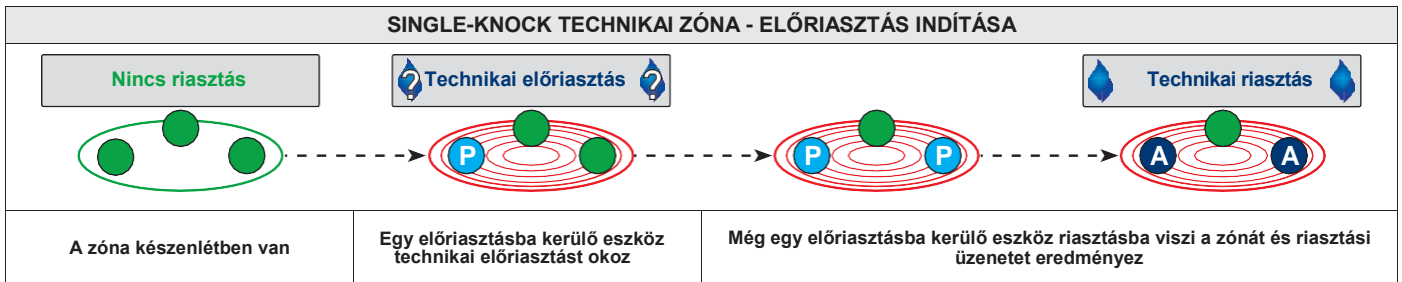 SINGLE-KNOCK TECHNIKAI ZÓNA - ELŐRIASZTÁS INDÍTÁSA
Nincs riasztás
? Technikai előriasztás ?
Technikai riasztás
P
P P
A A
A zóna készenlétben van
Egy előriasztásba kerülő eszköz
technikai előriasztást okoz
Még egy előriasztásba kerülő eszköz riasztásba viszi a zónát és riasztási
üzenetet eredményez